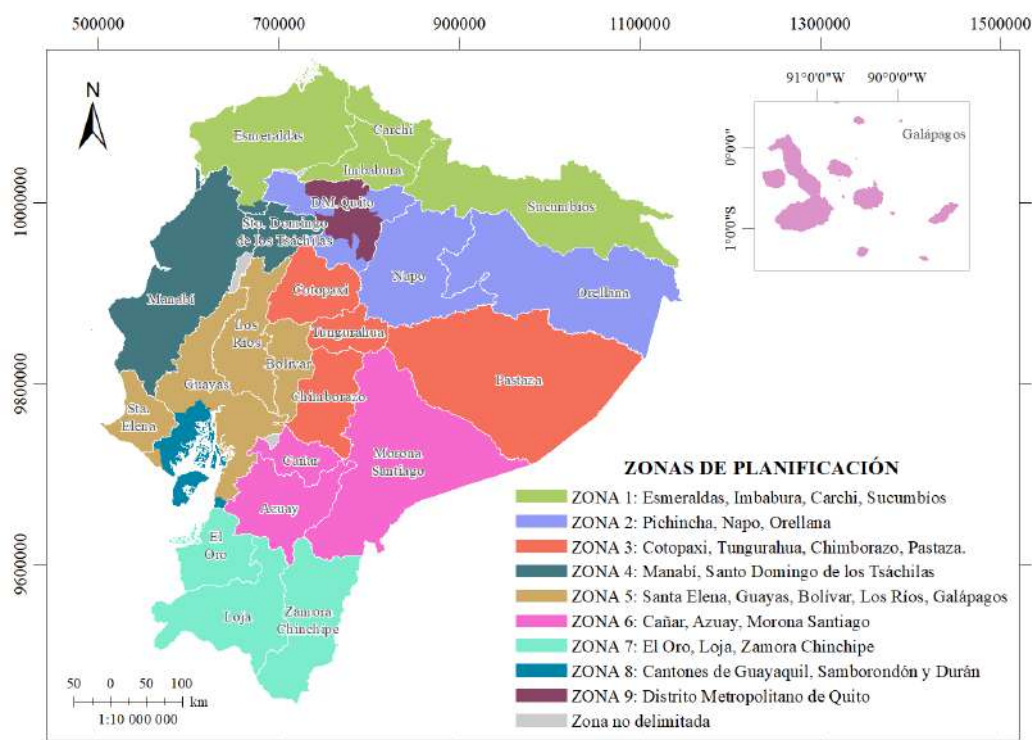 500000 700000 900000 1100000 1300000 1500000
N
91°0'0"W 90°0'0"W
Galápagos
0°0'0"
1°0'0"S
10000000
9800000
9600000
Esmeraldas
Carchi
Imbabura
Sucumbíos
D.M. Quito
Sto. Domingo
de los Tsáchilas
Napo
Orellana
Manabí
Cotopaxi
Los
Ríos
Tungurahua
Bolívar
Pastaza
Guayas
Chimborazo
Sta.
Elena
Morona
Santiago
Cañar
Azuay
El
Oro
Loja
Zamora
Chinchipe
ZONAS DE PLANIFICACIÓN
ZONA 1: Esmeraldas, Imbabura, Carchi, Sucumbíos
ZONA 2: Pichincha, Napo, Orellana
ZONA 3: Cotopaxi, Tungurahua, Chimborazo, Pastaza.
ZONA 4: Manabí, Santo Domingo de los Tsáchilas
ZONA 5: Santa Elena, Guayas, Bolívar, Los Ríos, Galápagos
ZONA 6: Cañar, Azuay, Morona Santiago
ZONA 7: El Oro, Loja, Zamora Chinchipe
ZONA 8: Cantones de Guayaquil, Samborondón y Durán
ZONA 9: Distrito Metropolitano de Quito
Zona no delimitada
50 0 50 100
km
1:10 000 000